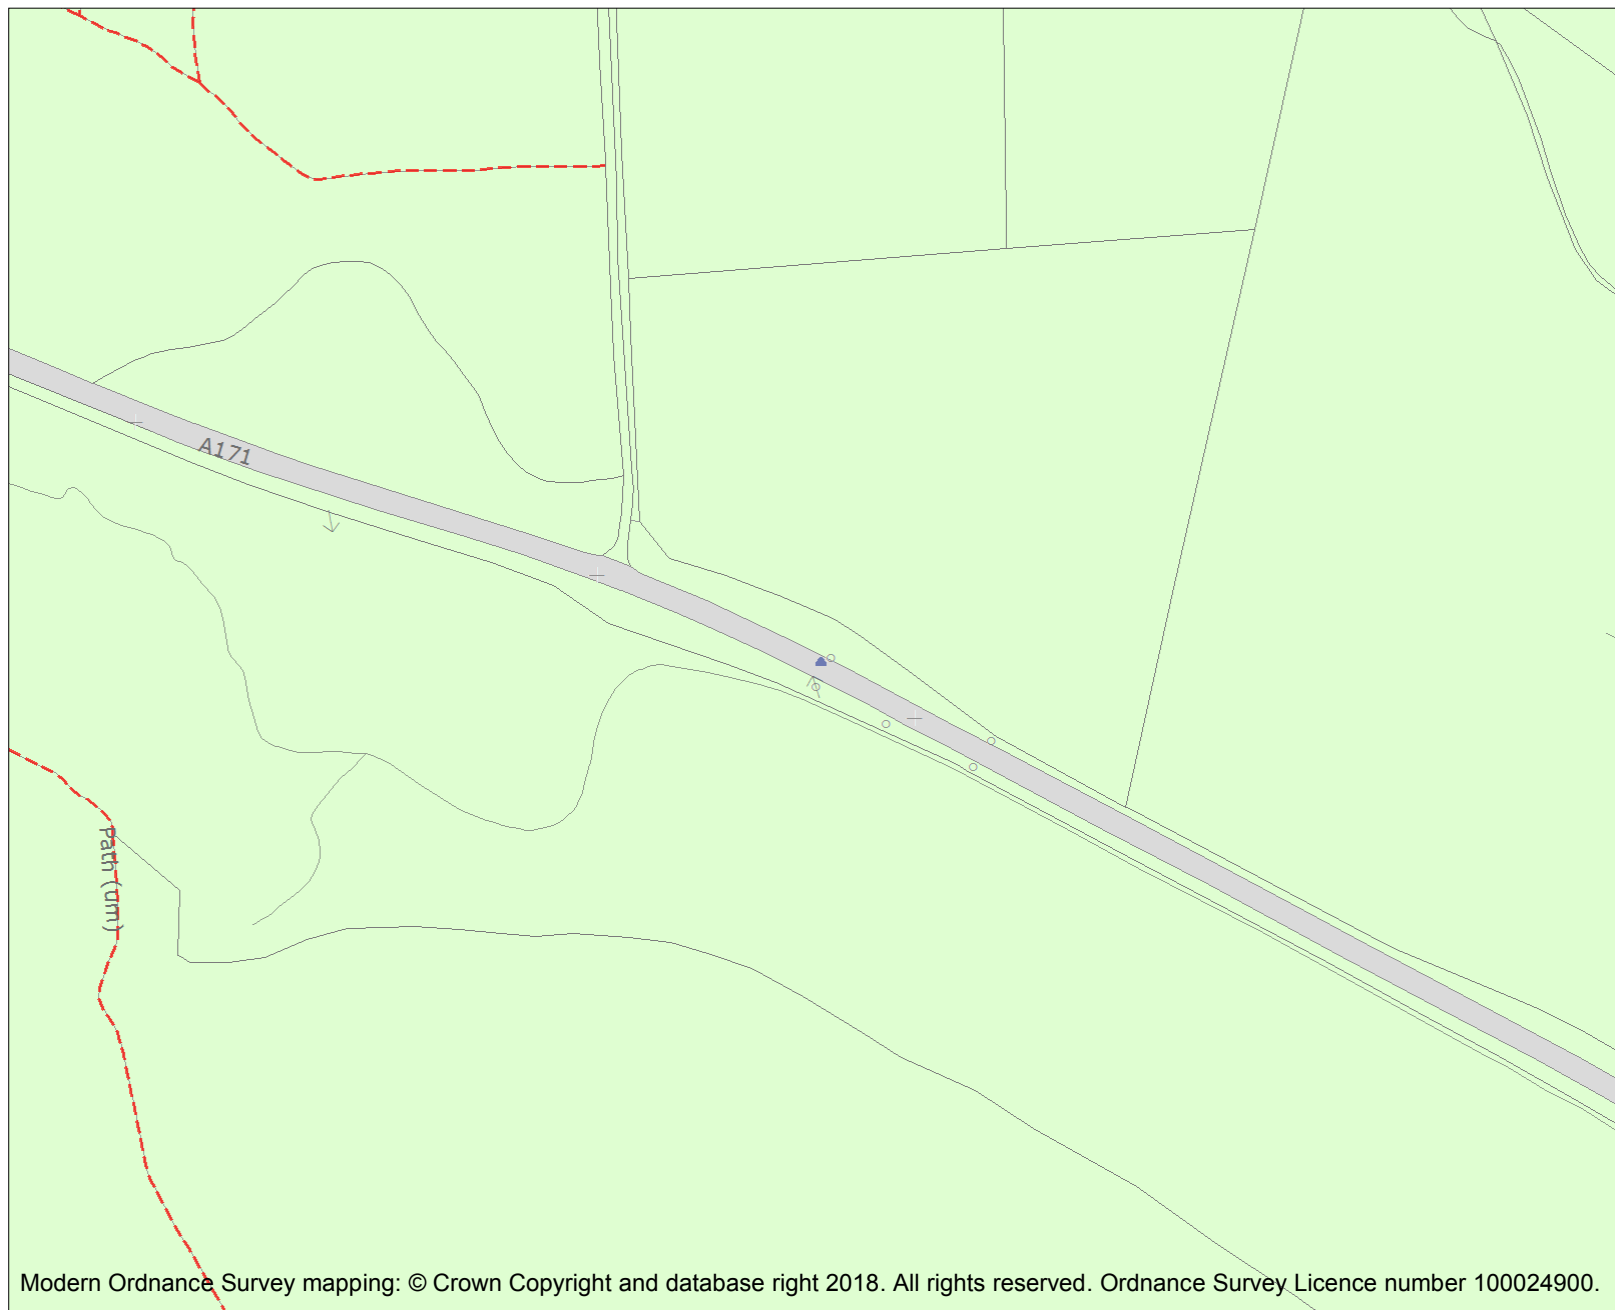 A171
Path (um)
Modern Ordnance Survey mapping: © Crown Copyright and database right 2018. All rights reserved. Ordnance Survey Licence number 100024900.